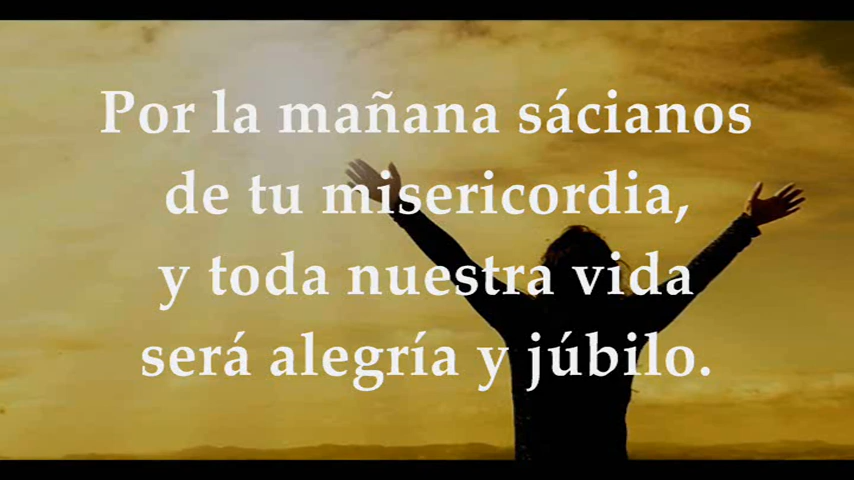 Por la mañana sácianos
de tu misericordia,
y toda nuestra vida
será alegría y júbilo.